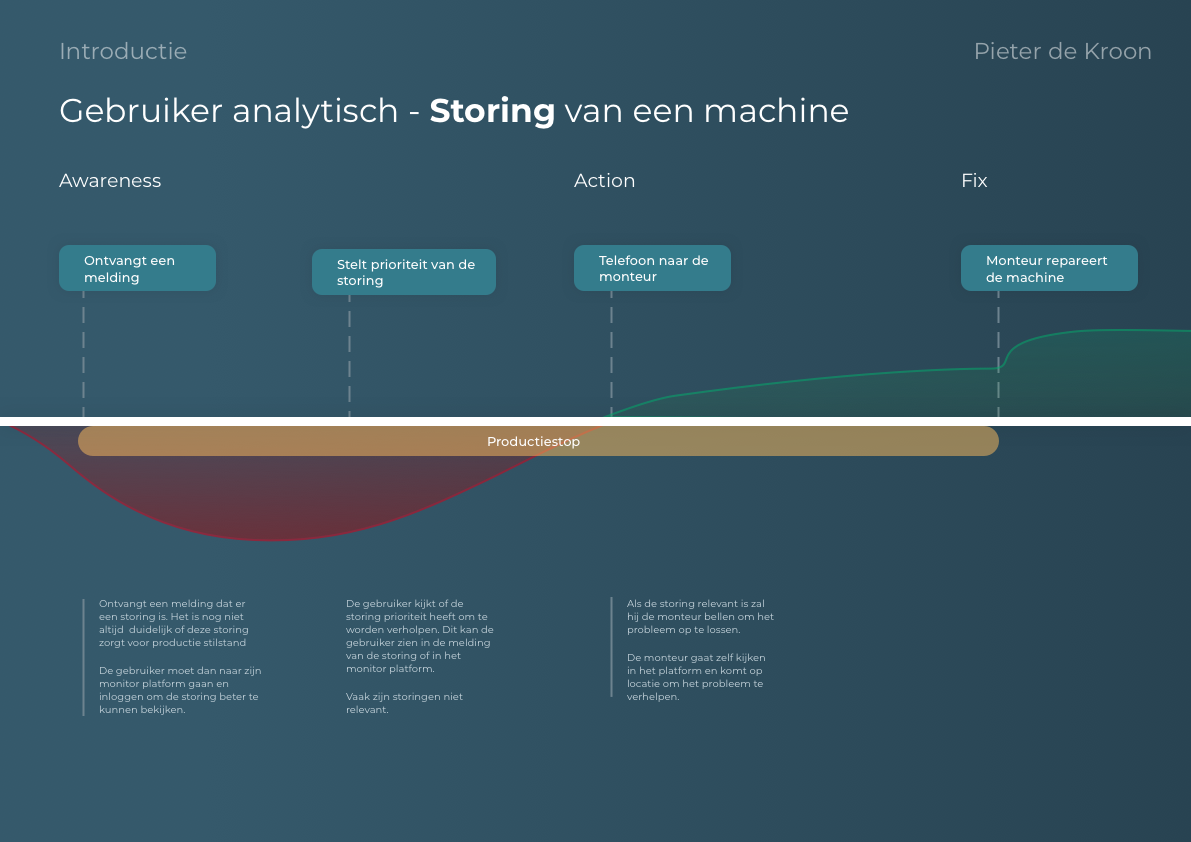 Introductie
Pieter de Kroon
Gebruiker analytisch - Storing van een machine
Awareness
Action
Fix
Ontvangt een
melding
Stelt prioriteit van de
storing
Telefoon naar de
monteur
Monteur repareert
de machine
Productiestop
Ontvangt een melding dat er
een storing is. Het is nog niet
altijd  duidelijk of deze storing
zorgt voor productie stilstand
De gebruiker moet dan naar zijn
monitor platform gaan en
inloggen om de storing beter te
kunnen bekijken.
De gebruiker kijkt of de
storing prioriteit heeft om te
worden verholpen. Dit kan de
gebruiker zien in de melding
van de storing of in het
monitor platform.
Vaak zijn storingen niet
relevant.
Als de storing relevant is zal
hij de monteur bellen om het
probleem op te lossen.
De monteur gaat zelf kijken
in het platform en komt op
locatie om het probleem te
verhelpen.